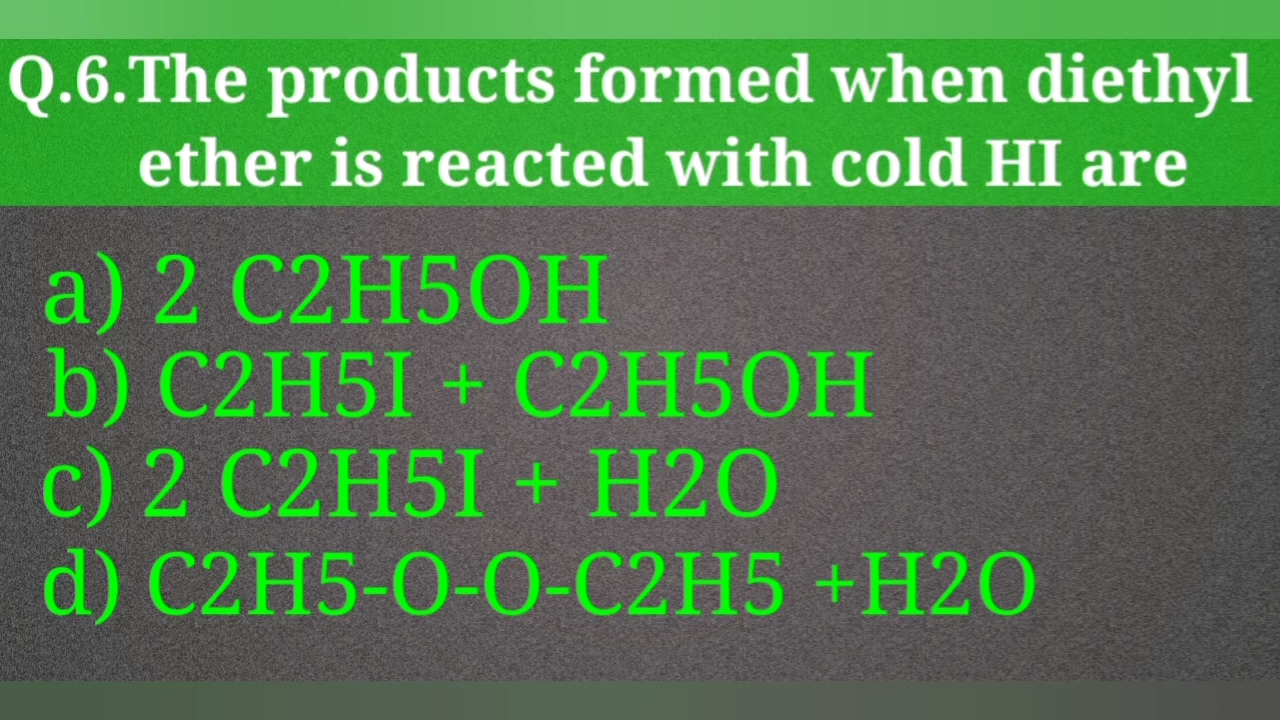 Q.6.The products formed when diethyl
ether is reacted with cold HI are
a) 2 C2H5OH
b) C2H5I + C2H5OH
c) 2 C2H5I + H2O
d) C2H5-O-O-C2H5 +H2O